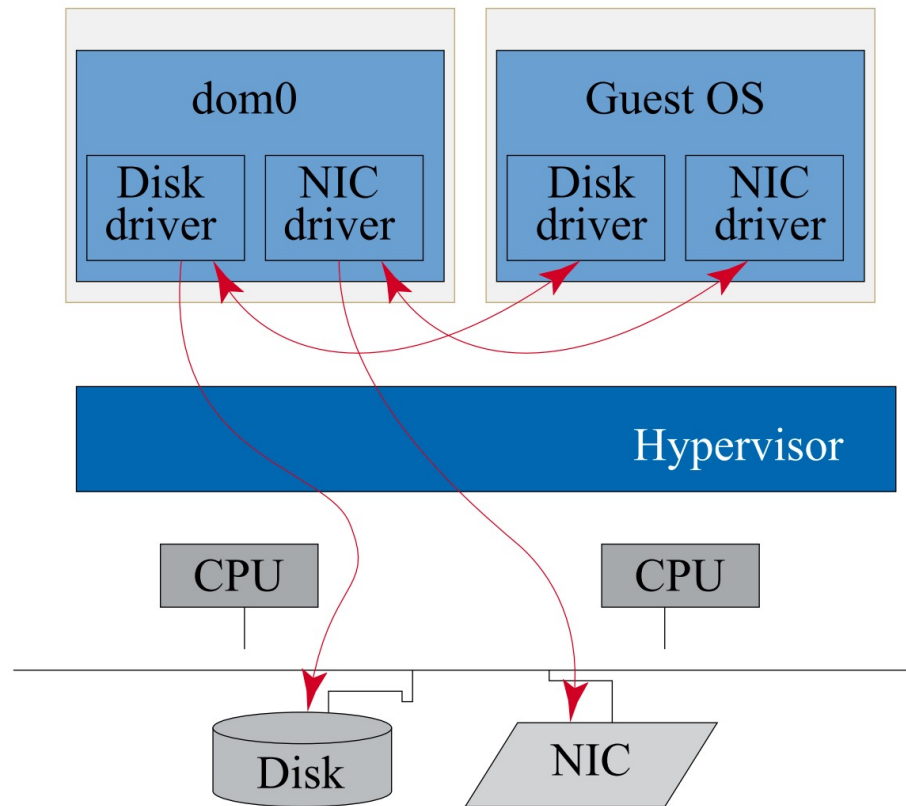 dom0
Guest OS
Disk
driver
NIC
driver
Disk
driver
NIC
driver
Hypervisor
CPU
CPU
Disk
NIC